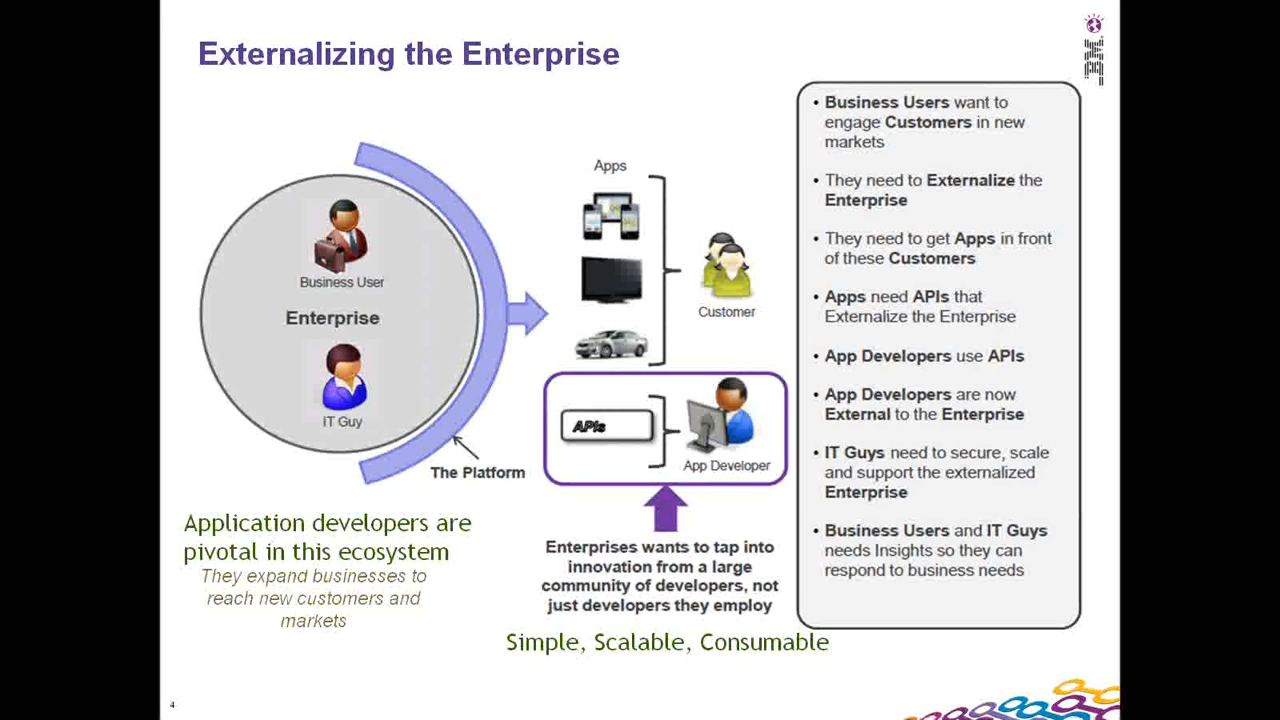 Externalizing the Enterprise
IBM
Business User
Enterprise
IT Guy
The Platform
Apps
Customer
APIs
App Developer
Application developers are
pivotal in this ecosystem
They expand businesses to
reach new customers and
markets
Enterprises wants to tap into
innovation from a large
community of developers, not
just developers they employ
Simple, Scalable, Consumable
• Business Users want to
engage Customers in new
markets
• They need to Externalize the
Enterprise
• They need to get Apps in front
of these Customers
• Apps need APIs that
Externalize the Enterprise
• App Developers use APIs
• App Developers are now
External to the Enterprise
• IT Guys need to secure, scale
and support the externalized
Enterprise
• Business Users and IT Guys
needs Insights so they can
respond to business needs
4